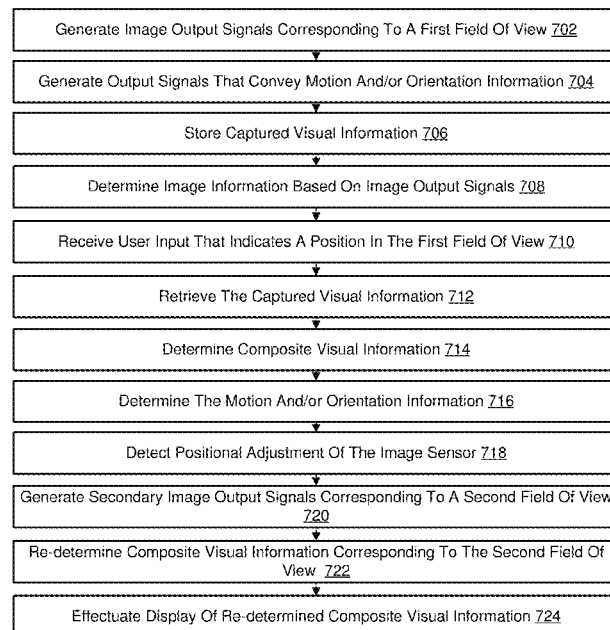 Generate Image Output Signals Corresponding To A First Field Of View 702
Generate Output Signals That Convey Motion And/or Orientation Information 704
Store Captured Visual Information 706
Determine Image Information Based On Image Output Signals 708
Receive User Input That Indicates A Position In The First Field Of View 710
Retrieve The Captured Visual Information 712
Determine Composite Visual Information 714
Determine The Motion And/or Orientation Information 716
Detect Positional Adjustment Of The Image Sensor 718
Generate Secondary Image Output Signals Corresponding To A Second Field Of View
720
Re-determine Composite Visual Information Corresponding To The Second Field Of
View 722
Effectuate Display Of Re-determined Composite Visual Information 724